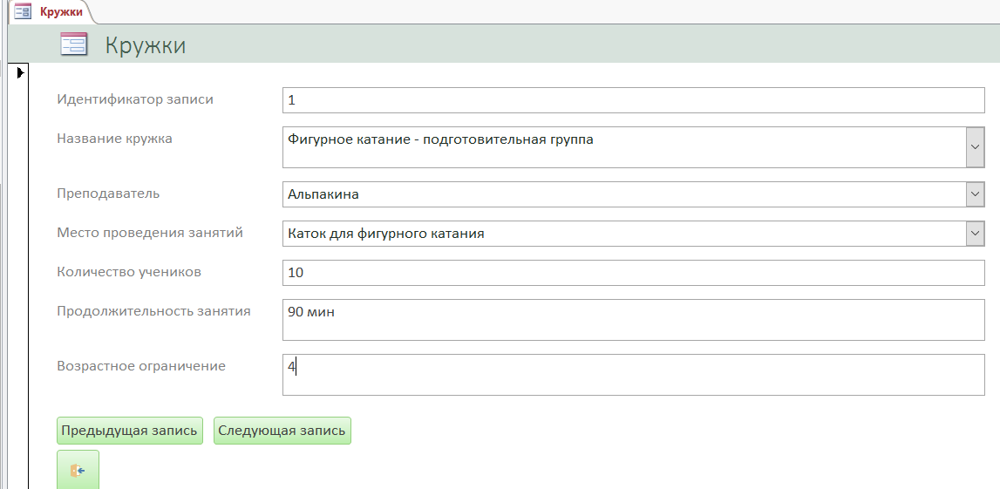 Кружки
Кружки
Идентификатор записи 1
Название кружка Фигурное катание - подготовительная группа
Преподаватель Альпакина
Место проведения занятий Каток для фигурного катания
Количество учеников 10
Продолжительность занятия 90 мин
Возрастное ограничение 4
Предыдущая запись Следующая запись